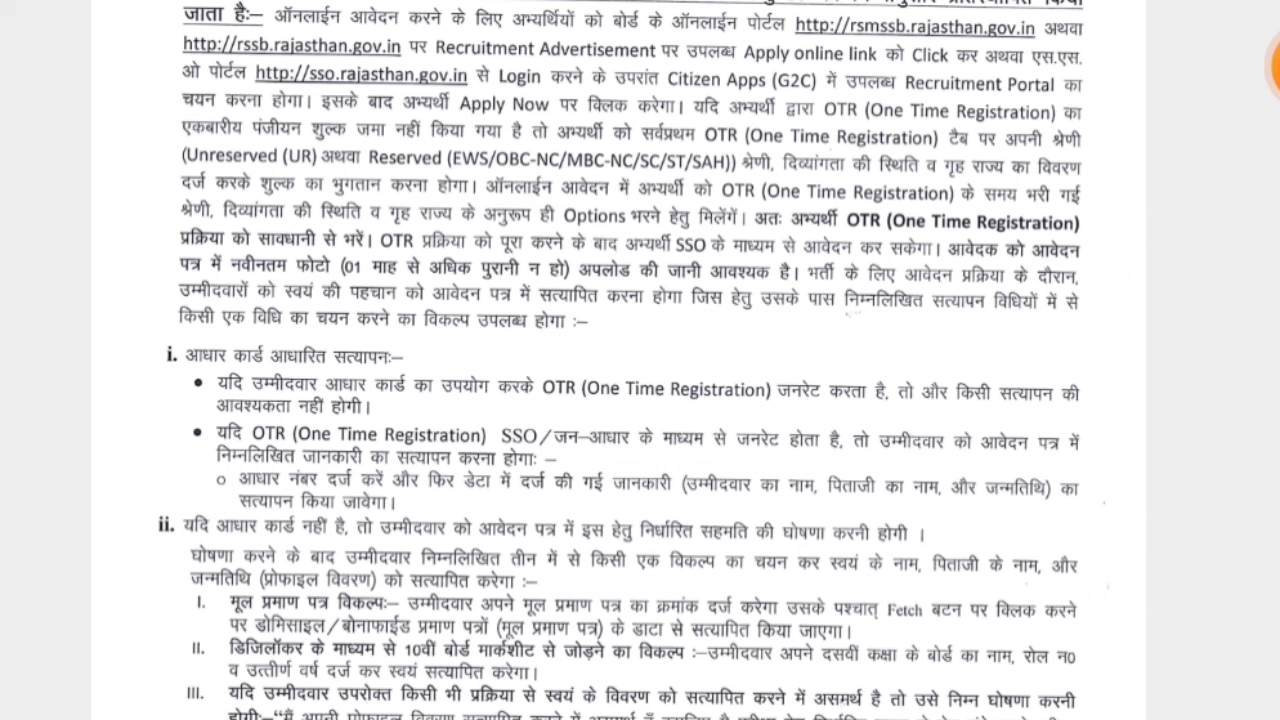 जाता हैः– ऑनलाईन आवेदन करने के लिए अभ्यर्थियों को बोर्ड के ऑनलाईन पोर्टल http://rsmssb.rajasthan.gov.in अथवा
http://rssb.rajasthan.gov.in पर Recruitment Advertisement पर उपलब्ध Apply online link को Click कर अथवा एस.एस.
ओ पोर्टल http://sso.rajasthan.gov.in से Login करने के उपरांत Citizen Apps (G2C) में उपलब्ध Recruitment Portal का
चयन करना होगा। इसके बाद अभ्यर्थी Apply Now पर क्लिक करेगा। यदि अभ्यर्थी द्वारा OTR (One Time Registration) का
एकबारीय पंजीयन शुल्क जमा नहीं किया गया है तो अभ्यर्थी को सर्वप्रथम OTR (One Time Registration) टैब पर अपनी श्रेणी
(Unreserved (UR) अथवा Reserved (EWS/OBC-NC/MBC-NC/SC/ST/SAH)) श्रेणी, दिव्यांगता की स्थिति व गृह राज्य का विवरण
दर्ज करके शुल्क का भुगतान करना होगा। ऑनलाईन आवेदन में अभ्यर्थी को OTR (One Time Registration) के समय भरी गई
श्रेणी, दिव्यांगता की स्थिति व गृह राज्य के अनुरूप ही Options भरने हेतु मिलेगें। अतः अभ्यर्थी OTR (One Time Registration)
प्रक्रिया को सावधानी से भरें। OTR प्रक्रिया को पूरा करने के बाद अभ्यर्थी SSO के माध्यम से आवेदन कर सकेगा। आवेदक को आवेदन
पत्र में नवीनतम फोटो (01 माह से अधिक पुरानी न हो) अपलोड की जानी आवश्यक है। भर्ती के लिए आवेदन प्रक्रिया के दौरान,
उम्मीदवारों को स्वयं की पहचान को आवेदन पत्र में सत्यापित करना होगा जिस हेतु उसके पास निम्नलिखित सत्यापन विधियों में से
किसी एक विधि का चयन करने का विकल्प उपलब्ध होगा :–
i. आधार कार्ड आधारित सत्यापनः–
• यदि उम्मीदवार आधार कार्ड का उपयोग करके OTR (One Time Registration) जनरेट करता है, तो और किसी सत्यापन की
आवश्यकता नहीं होगी।
• यदि OTR (One Time Registration) SSO/जन–आधार के माध्यम से जनरेट होता है, तो उम्मीदवार को आवेदन पत्र में
निम्नलिखित जानकारी का सत्यापन करना होगाः –
o आधार नंबर दर्ज करें और फिर डेटा में दर्ज की गई जानकारी (उम्मीदवार का नाम, पिताजी का नाम, और जन्मतिथि) का
सत्यापन किया जावेगा।
ii. यदि आधार कार्ड नहीं है, तो उम्मीदवार को आवेदन पत्र में इस हेतु निर्धारित सहमति की घोषणा करनी होगी ।
घोषणा करने के बाद उम्मीदवार निम्नलिखित तीन में से किसी एक विकल्प का चयन कर स्वयं के नाम, पिताजी के नाम, और
जन्मतिथि (प्रोफाइल विवरण) को सत्यापित करेगा :–
I. मूल प्रमाण पत्र विकल्पः– उम्मीदवार अपने मूल प्रमाण पत्र का क्रमांक दर्ज करेगा उसके पश्चात् Fetch बटन पर क्लिक करने
पर डोमिसाइल/बोनाफाईड प्रमाण पत्रों (मूल प्रमाण पत्र) के डाटा से सत्यापित किया जाएगा।
II. डिजिलॉकर के माध्यम से 10वीं बोर्ड मार्कशीट से जोड़ने का विकल्प :–उम्मीदवार अपने दसवीं कक्षा के बोर्ड का नाम, रोल न0
व उत्तीर्ण वर्ष दर्ज कर स्वयं सत्यापित करेगा।
III. यदि उम्मीदवार उपरोक्त किसी भी प्रक्रिया से स्वयं के विवरण को सत्यापित करने में असमर्थ है तो उसे निम्न घोषणा करनी